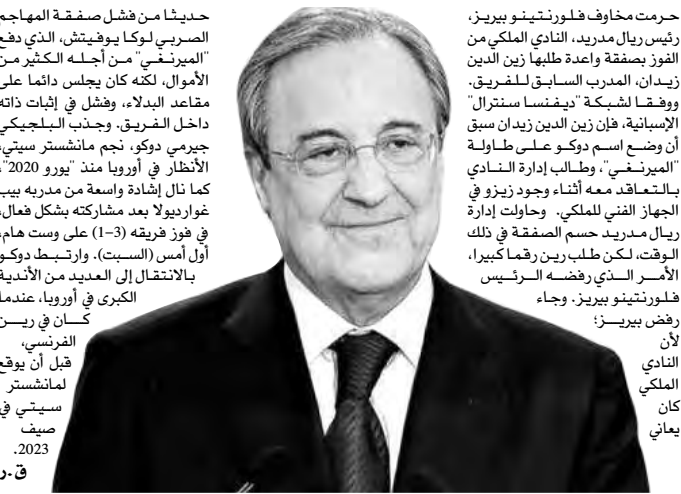 حرمت مخاوف فلورنتينو بيريز،
رئيس ريال مدريد، النادي الملكي من
الفوز بصفقة واعدة طلبها زين الدين
زيدان، المدرب السابق للفريق.
ووفقا لشبكة "ديفنسا سنترال"
الإسبانية، فإن زين الدين زيدان سبق
أن وضع اسم دوكو على طاولة
"الميرنغي"، وطالب إدارة النادي
بالتعاقد معه أثناء وجود زيزو في
الجهاز الفني للملكي. وحاولت إدارة
ريال مدريد حسم الصفقة في ذلك
الوقت، لكن طلب رين رقما كبيرا،
الأمر الذي رفضه الرئيس
فلورنتينو بيريز. وجاء
رفض بيريز؛
لأن
النادي
الملكي
كان
يعاني
حديثا من فشل صفقة المهاجم
الصربي لوكا يوفيتش، الذي دفع
"الميرنغي" من أجله الكثير من
الأموال، لكنه كان يجلس دائما على
مقاعد البدلاء، وفشل في إثبات ذاته
داخل الفريق. وجذب البلجيكي
جيرمي دوكو، نجم مانشستر سيتي،
الأنظار في أوروبا منذ "يورو 2020"،
كما نال إشادة واسعة من مدربه بيب
غوارديولا بعد مشاركته بشكل فعال،
في فوز فريقه (3-1) على وست هام،
أول أمس (السبت). وارتبط دوكو
بالانتقال إلى العديد من الأندية
الكبرى في أوروبا، عندما
كان في رين
الفرنسي،
قبل أن يوقع
لمانشستر
سيتي في
صيف
2023.
ق.ر